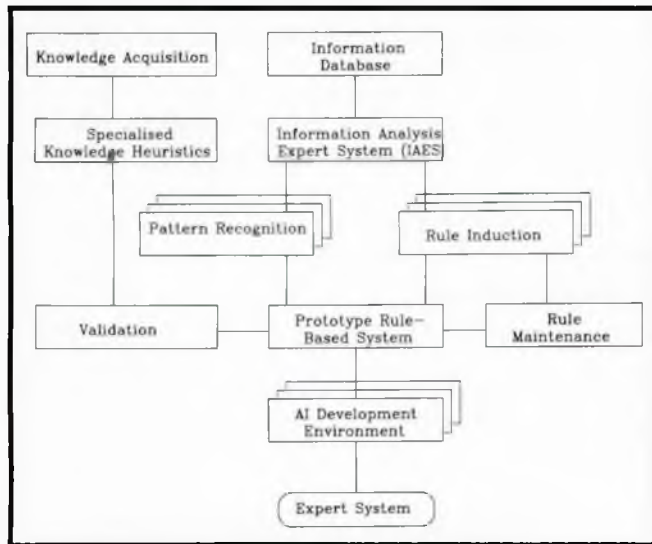 Knowledge Acquisition
Information
Database
Specialised
Knowledge Heuristics
Information Analysis
Expert System (IAES)
Pattern Recognition
Rule Induction
Validation
Prototype Rule-
Based System
Rule
Maintenance
AI Development
Environment
Expert System